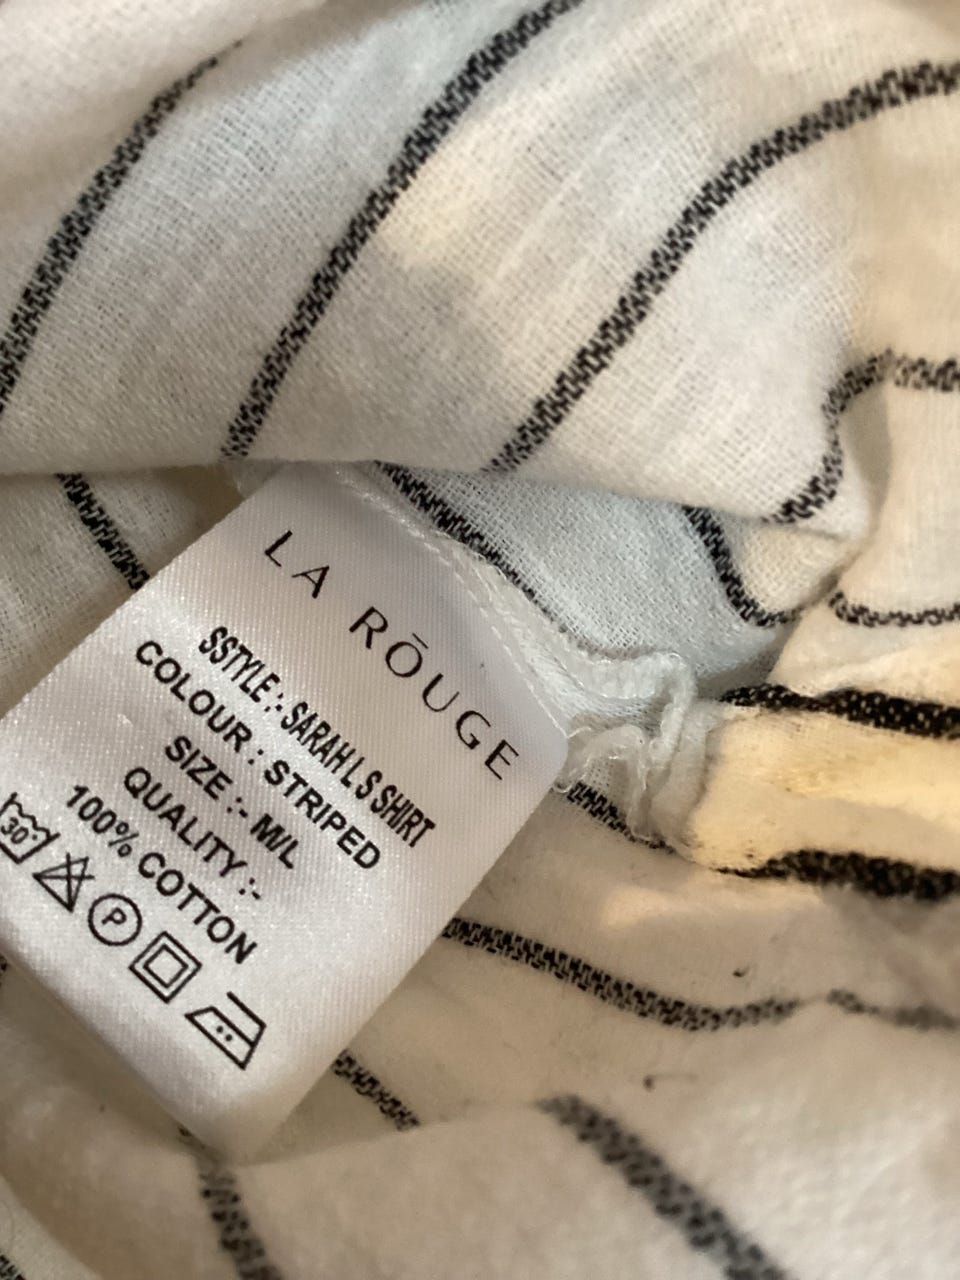 LA RŌUGE
SSTYLE:- SARAH L S SHIRT
COLOUR : STRIPED
SIZE :- M/L
QUALITY :-
100% COTTON
30°
P